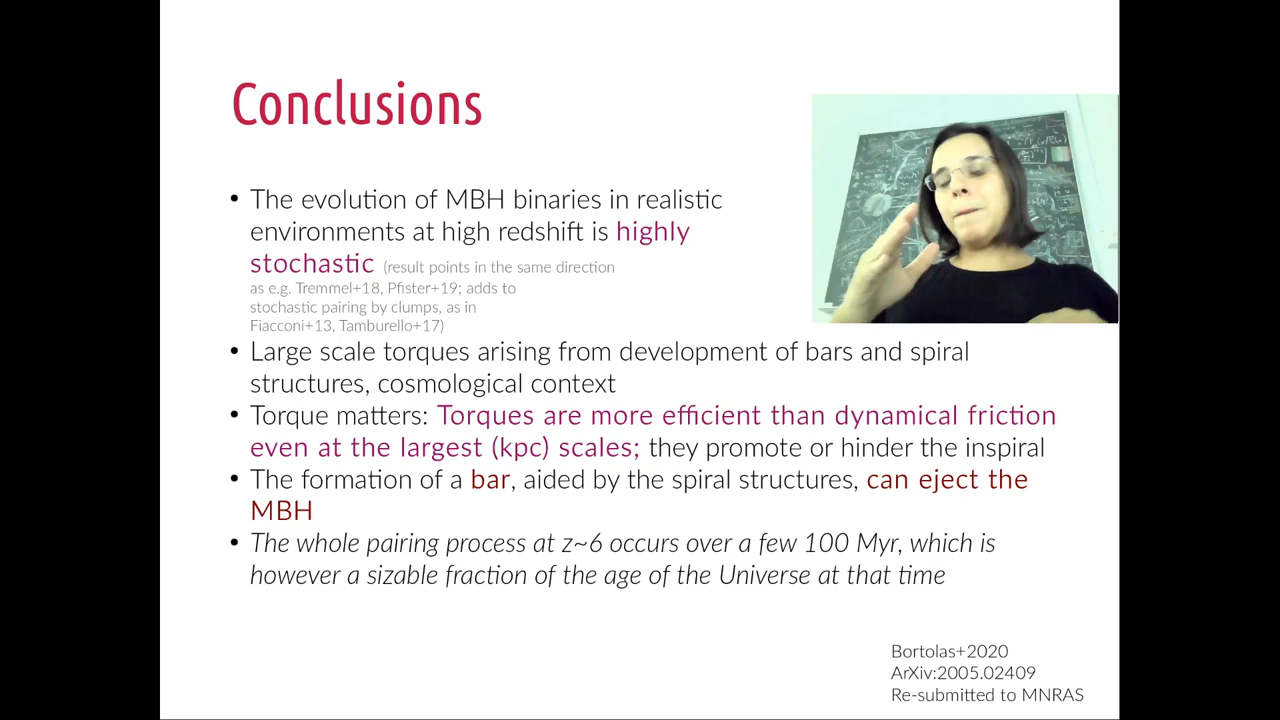 Conclusions
• The evolution of MBH binaries in realistic
environments at high redshift is highly
stochastic (result points in the same direction
as e.g. Tremmel+18, Pfister+19; adds to
stochastic pairing by clumps, as in
Fiacconi+13, Tamburello+17)
• Large scale torques arising from development of bars and spiral
structures, cosmological context
• Torque matters: Torques are more efficient than dynamical friction
even at the largest (kpc) scales; they promote or hinder the inspiral
• The formation of a bar, aided by the spiral structures, can eject the
MBH
• The whole pairing process at z~6 occurs over a few 100 Myr, which is
however a sizable fraction of the age of the Universe at that time
Bortolas+2020
ArXiv:2005.02409
Re-submitted to MNRAS